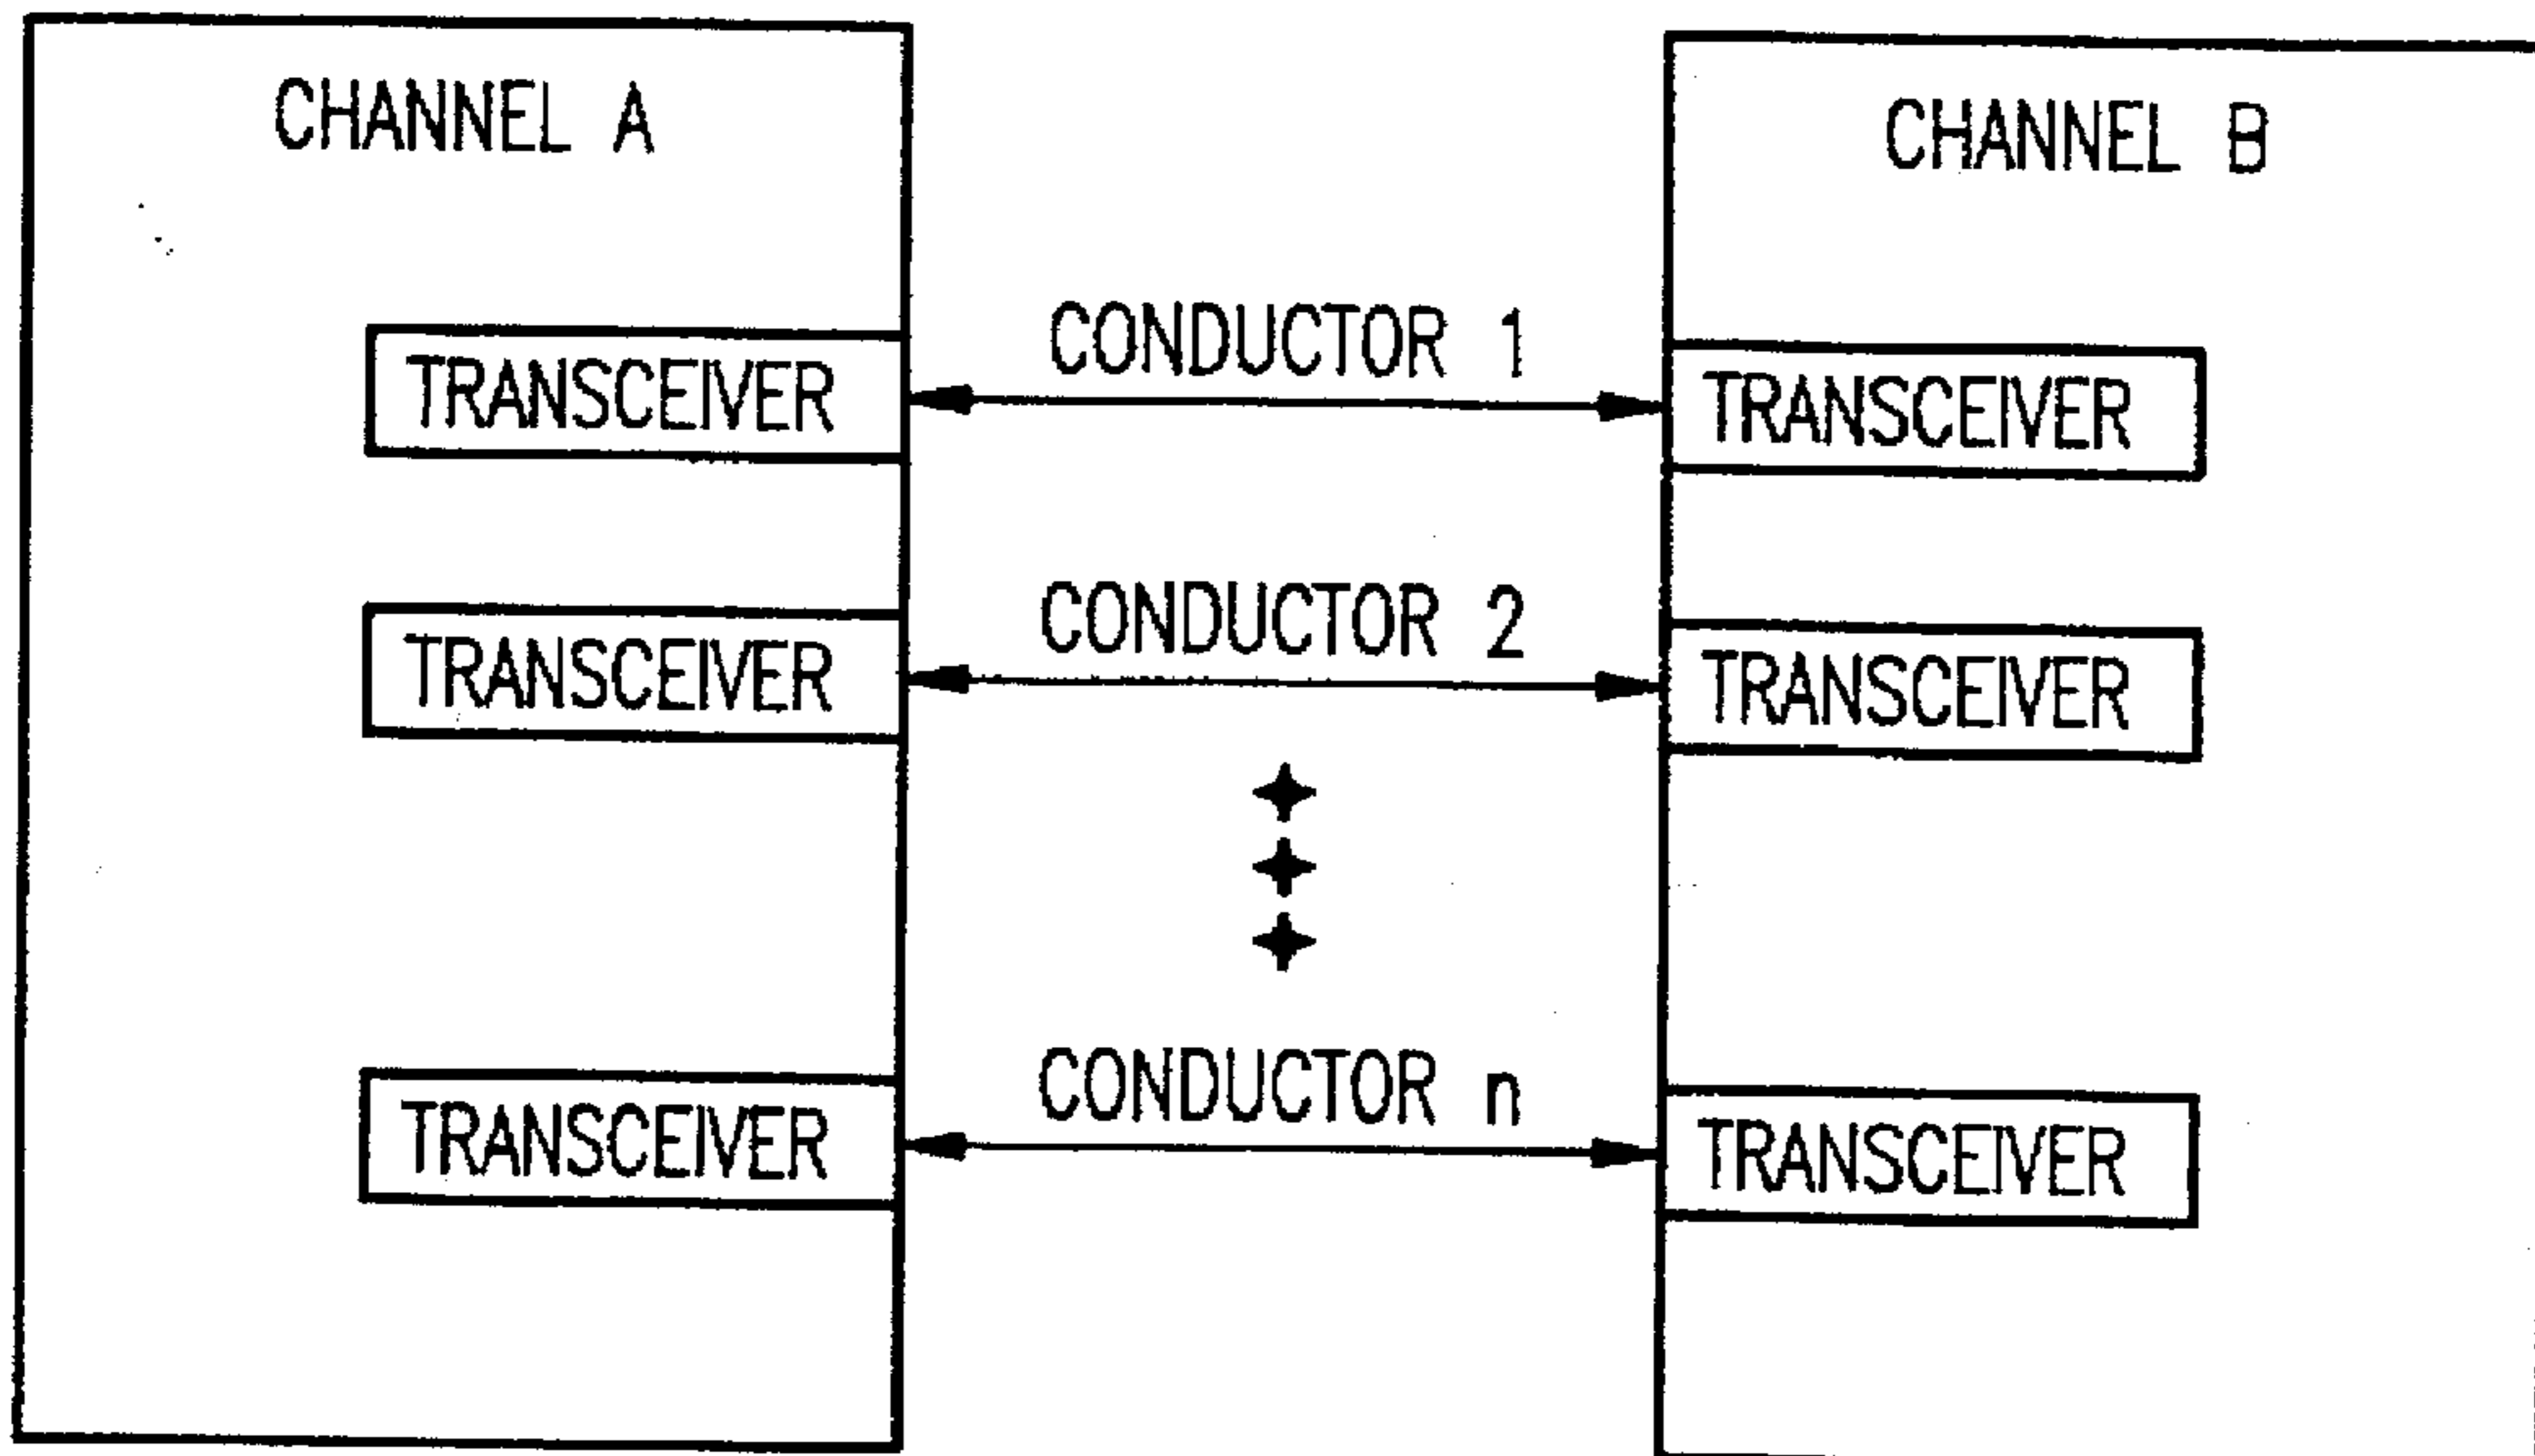 CHANNEL A
CHANNEL B
CONDUCTOR 1
TRANSCEIVER
TRANSCEIVER
CONDUCTOR 2
TRANSCEIVER
TRANSCEIVER
CONDUCTOR n
TRANSCEIVER
TRANSCEIVER